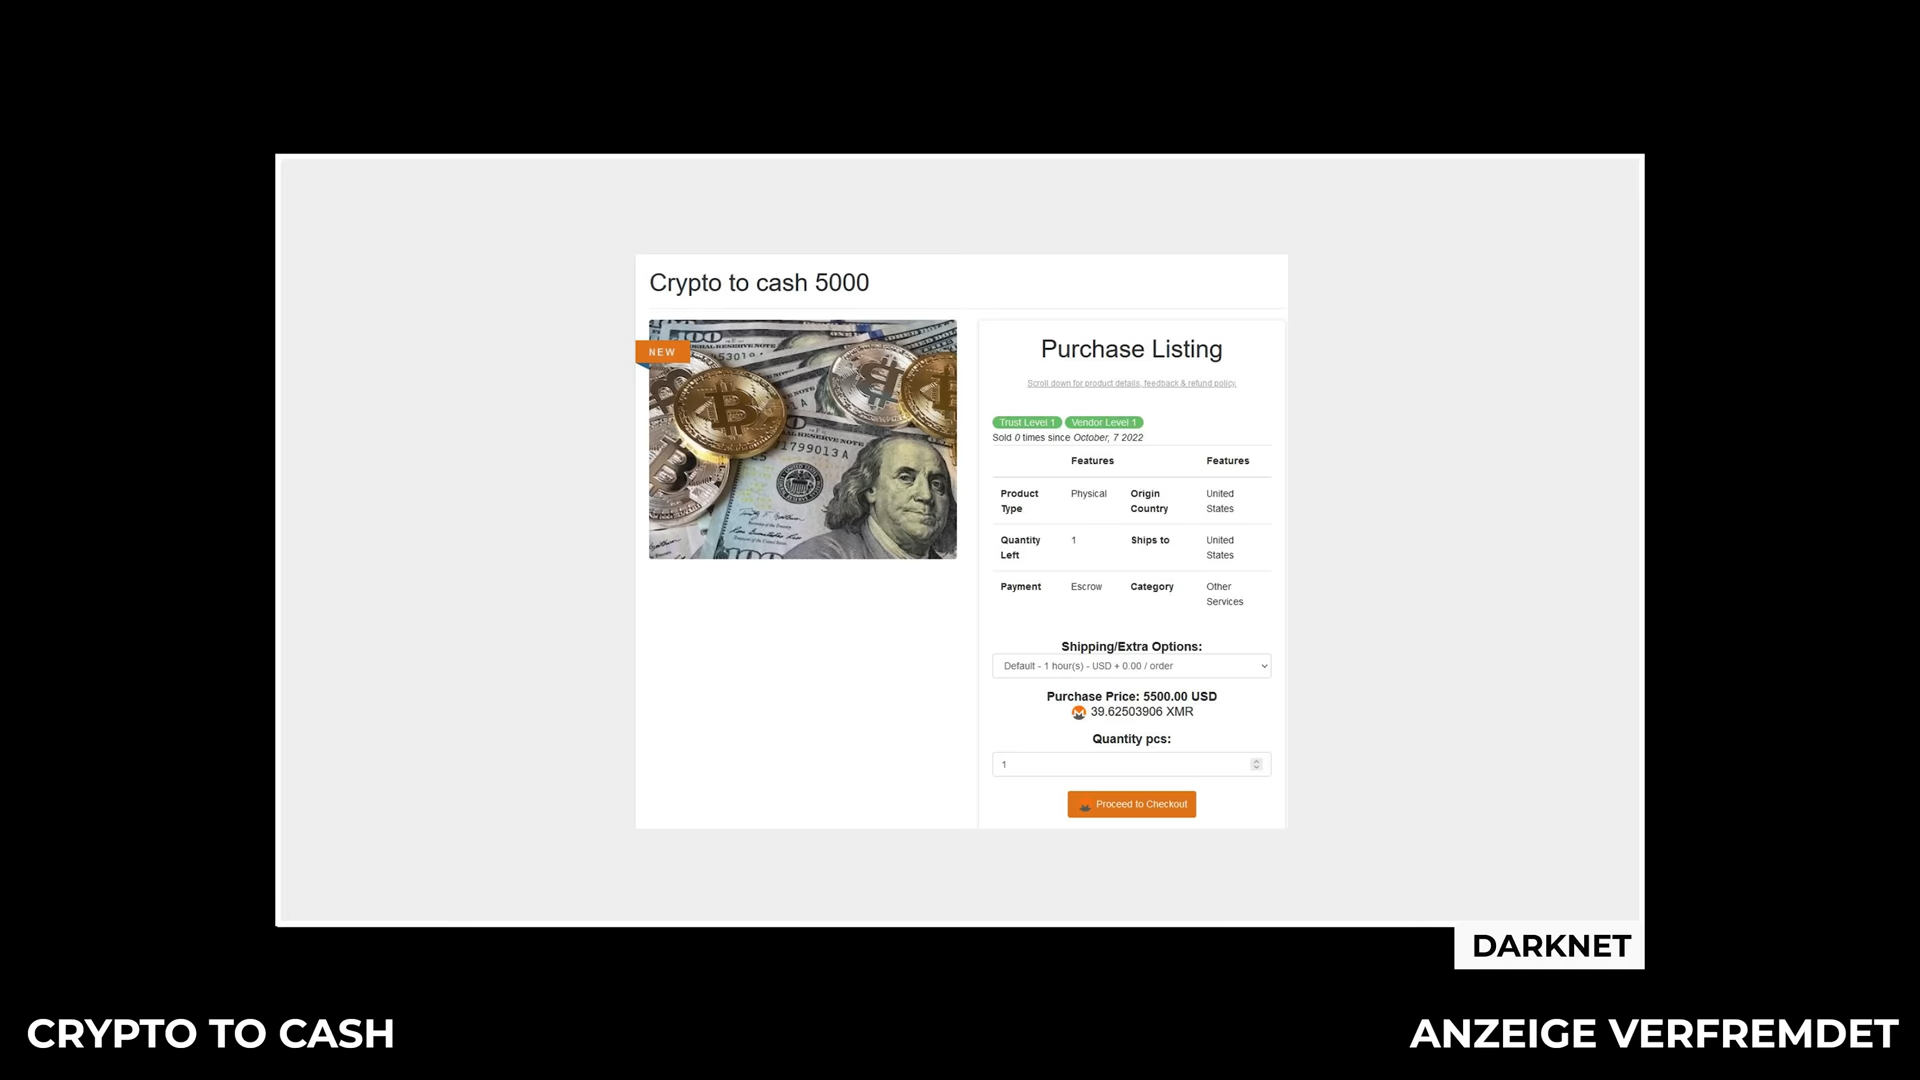 Crypto to cash 5000
NEW
Purchase Listing
Scroll down for product details, feedback & refund policy.
Trust Level 1 Vendor Level 1
Sold 0 times since October, 7 2022
Features Features
Product Type Physical Origin Country United States
Quantity Left 1 Ships to United States
Payment Escrow Category Other Services
Shipping/Extra Options:
Default - 1 hour(s) - USD + 0.00 / order
Purchase Price: 5500.00 USD
39.62503906 XMR
Quantity pcs:
1
Proceed to Checkout
DARKNET
CRYPTO TO CASH
ANZEIGE VERFREMDET